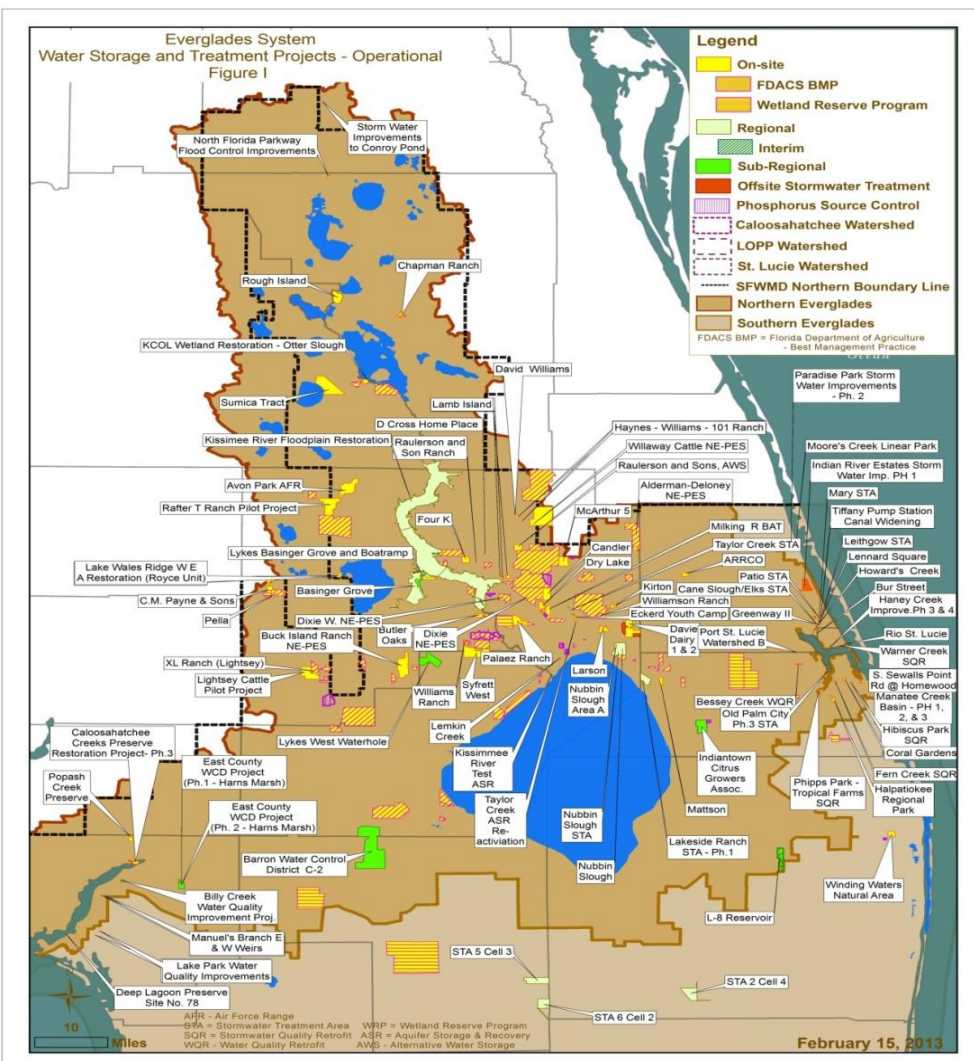 Everglades System
Water Storage and Treatment Projects - Operational
Figure I
Legend
On-site
FDACS BMP
Wetland Reserve Program
Regional
Interim
Sub-Regional
Offsite Stormwater Treatment
Phosphorus Source Control
Caloosahatchee Watershed
LOPP Watershed
St. Lucie Watershed
SFWMD Northern Boundary Line
Northern Everglades
Southern Everglades
FDACS BMP = Florida Department of Agriculture
- Best Management Practice
Ocean
Storm Water
Improvements
to Conroy Pond
North Florida Parkway
Flood Control Improvements
Chapman Ranch
Rough Island
KCOL Wetland Restoration - Otter Slough
David Williams
Paradise Park Storm
Water Improvements
- Ph. 2
Sumica Tract
Lamb Island
D Cross Home Place
Haynes - Williams - 101 Ranch
Kissimee River Floodplain Restoration
Raulerson and
Son Ranch
Willaway Cattle NE-PES
Raulerson and Sons, AWS
Moore's Creek Linear Park
Indian River Estates Storm
Water Imp. PH 1
Alderman-Deloney
NE-PES
Mary STA
Avon Park AFR
Rafter T Ranch Pilot Project
Four K
McArthur 5
Milking R BAT
Tiffany Pump Station
Canal Widening
Lykes Basinger Grove and Boatramp
Candler
Taylor Creek STA
Leithgow STA
Dry Lake
ARRCO
Lennard Square
Lake Wales Ridge W E
A Restoration (Royce Unit)
Basinger Grove
Kirton
Patio STA
Howard's Creek
Cane Slough/Elks STA
Bur Street
C.M. Payne & Sons
Williamson Ranch
Haney Creek
Improve.Ph 3 & 4
Pella
Dixie W. NE-PES
Eckerd Youth Camp
Greenway II
Buck Island Ranch
NE-PES
Butler
Oaks
Dixie
NE-PES
Davie
Dairy
1 & 2
Port St. Lucie
Watershed B
Rio St. Lucie
Warner Creek
SQR
XL Ranch (Lightsey)
Palaez Ranch
Larson
S. Sewalls Point
Rd @ Homewood
Lightsey Cattle
Pilot Project
Williams
Ranch
Syfrett
West
Nubbin
Slough
Area A
Bessey Creek WQR
Manatee Creek
Basin - PH 1,
2, & 3
Lemkin
Creek
Old Palm City
Ph.3 STA
Hibiscus Park
SQR
Caloosahatchee
Creeks Preserve
Restoration Project- Ph.3
Lykes West Waterhole
Kissimmee
River
Test
ASR
Indiantown
Citrus
Growers
Assoc.
Coral Gardens
East County
WCD Project
(Ph.1 - Harns Marsh)
Phipps Park -
Tropical Farms
SQR
Fern Creek SQR
Popash
Creek
Preserve
Taylor
Creek
ASR
Re-
activiation
Nubbin
Slough
STA
Mattson
Halpatiokee
Regional
Park
East County
WCD Project
(Ph. 2 - Harns Marsh)
Lakeside Ranch
STA - Ph.1
Barron Water Control
District C-2
Nubbin
Slough
Winding Waters
Natural Area
Billy Creek
Water Quality
Improvement Proj.
L-8 Reservoir
Manuel's Branch E
& W Weirs
STA 5 Cell 3
Lake Park Water
Quality Improvements
STA 2 Cell 4
Deep Lagoon Preserve
Site No. 78
STA 6 Cell 2
AFR - Air Force Range
STA = Stormwater Treatment Area WRP = Wetland Reserve Program
SQR = Stormwater Quality Retrofit ASR = Aquifer Storage & Recovery
WQR - Water Quality Retrofit AWS - Alternative Water Storage
10
Miles
February 15, 2013